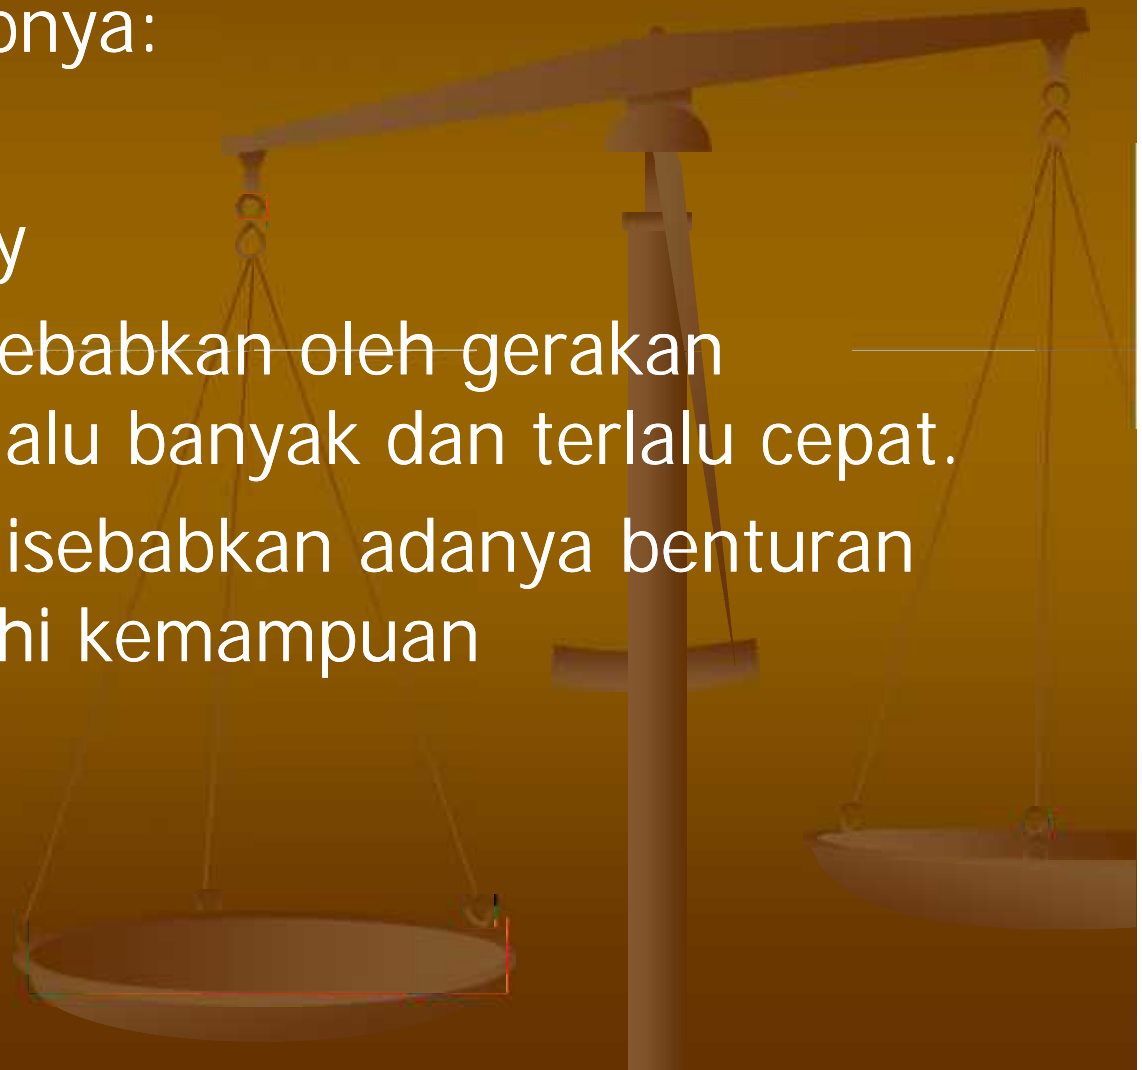 onya:
y
ebabkan oleh gerakan
alu banyak dan terlalu cepat.
isebabkan adanya benturan
hi kemampuan